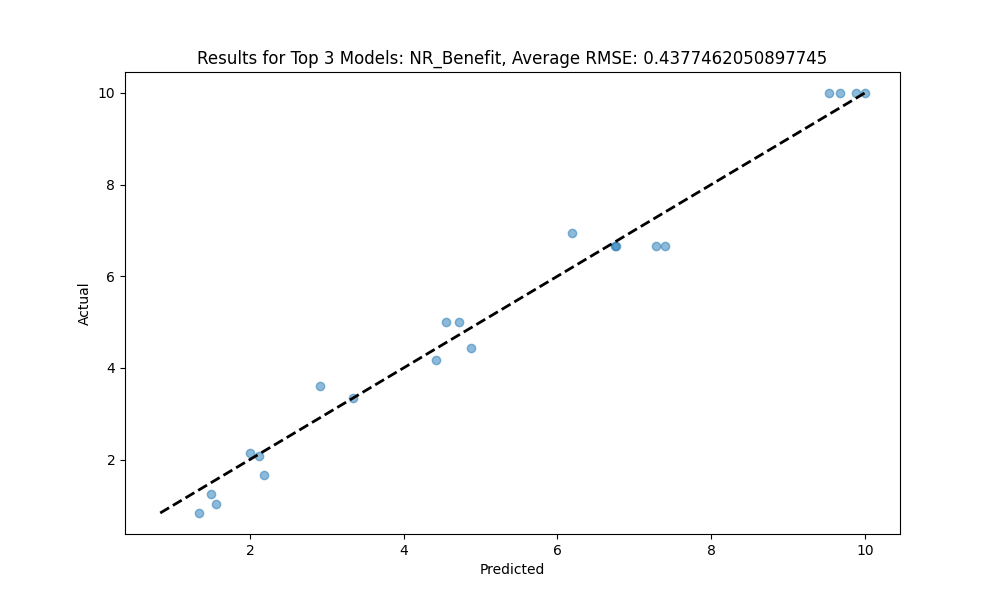 Results for Top 3 Models: NR_Benefit, Average RMSE: 0.4377462050897745
10
8
6
4
2
Actual
2 4 6 8 10
Predicted